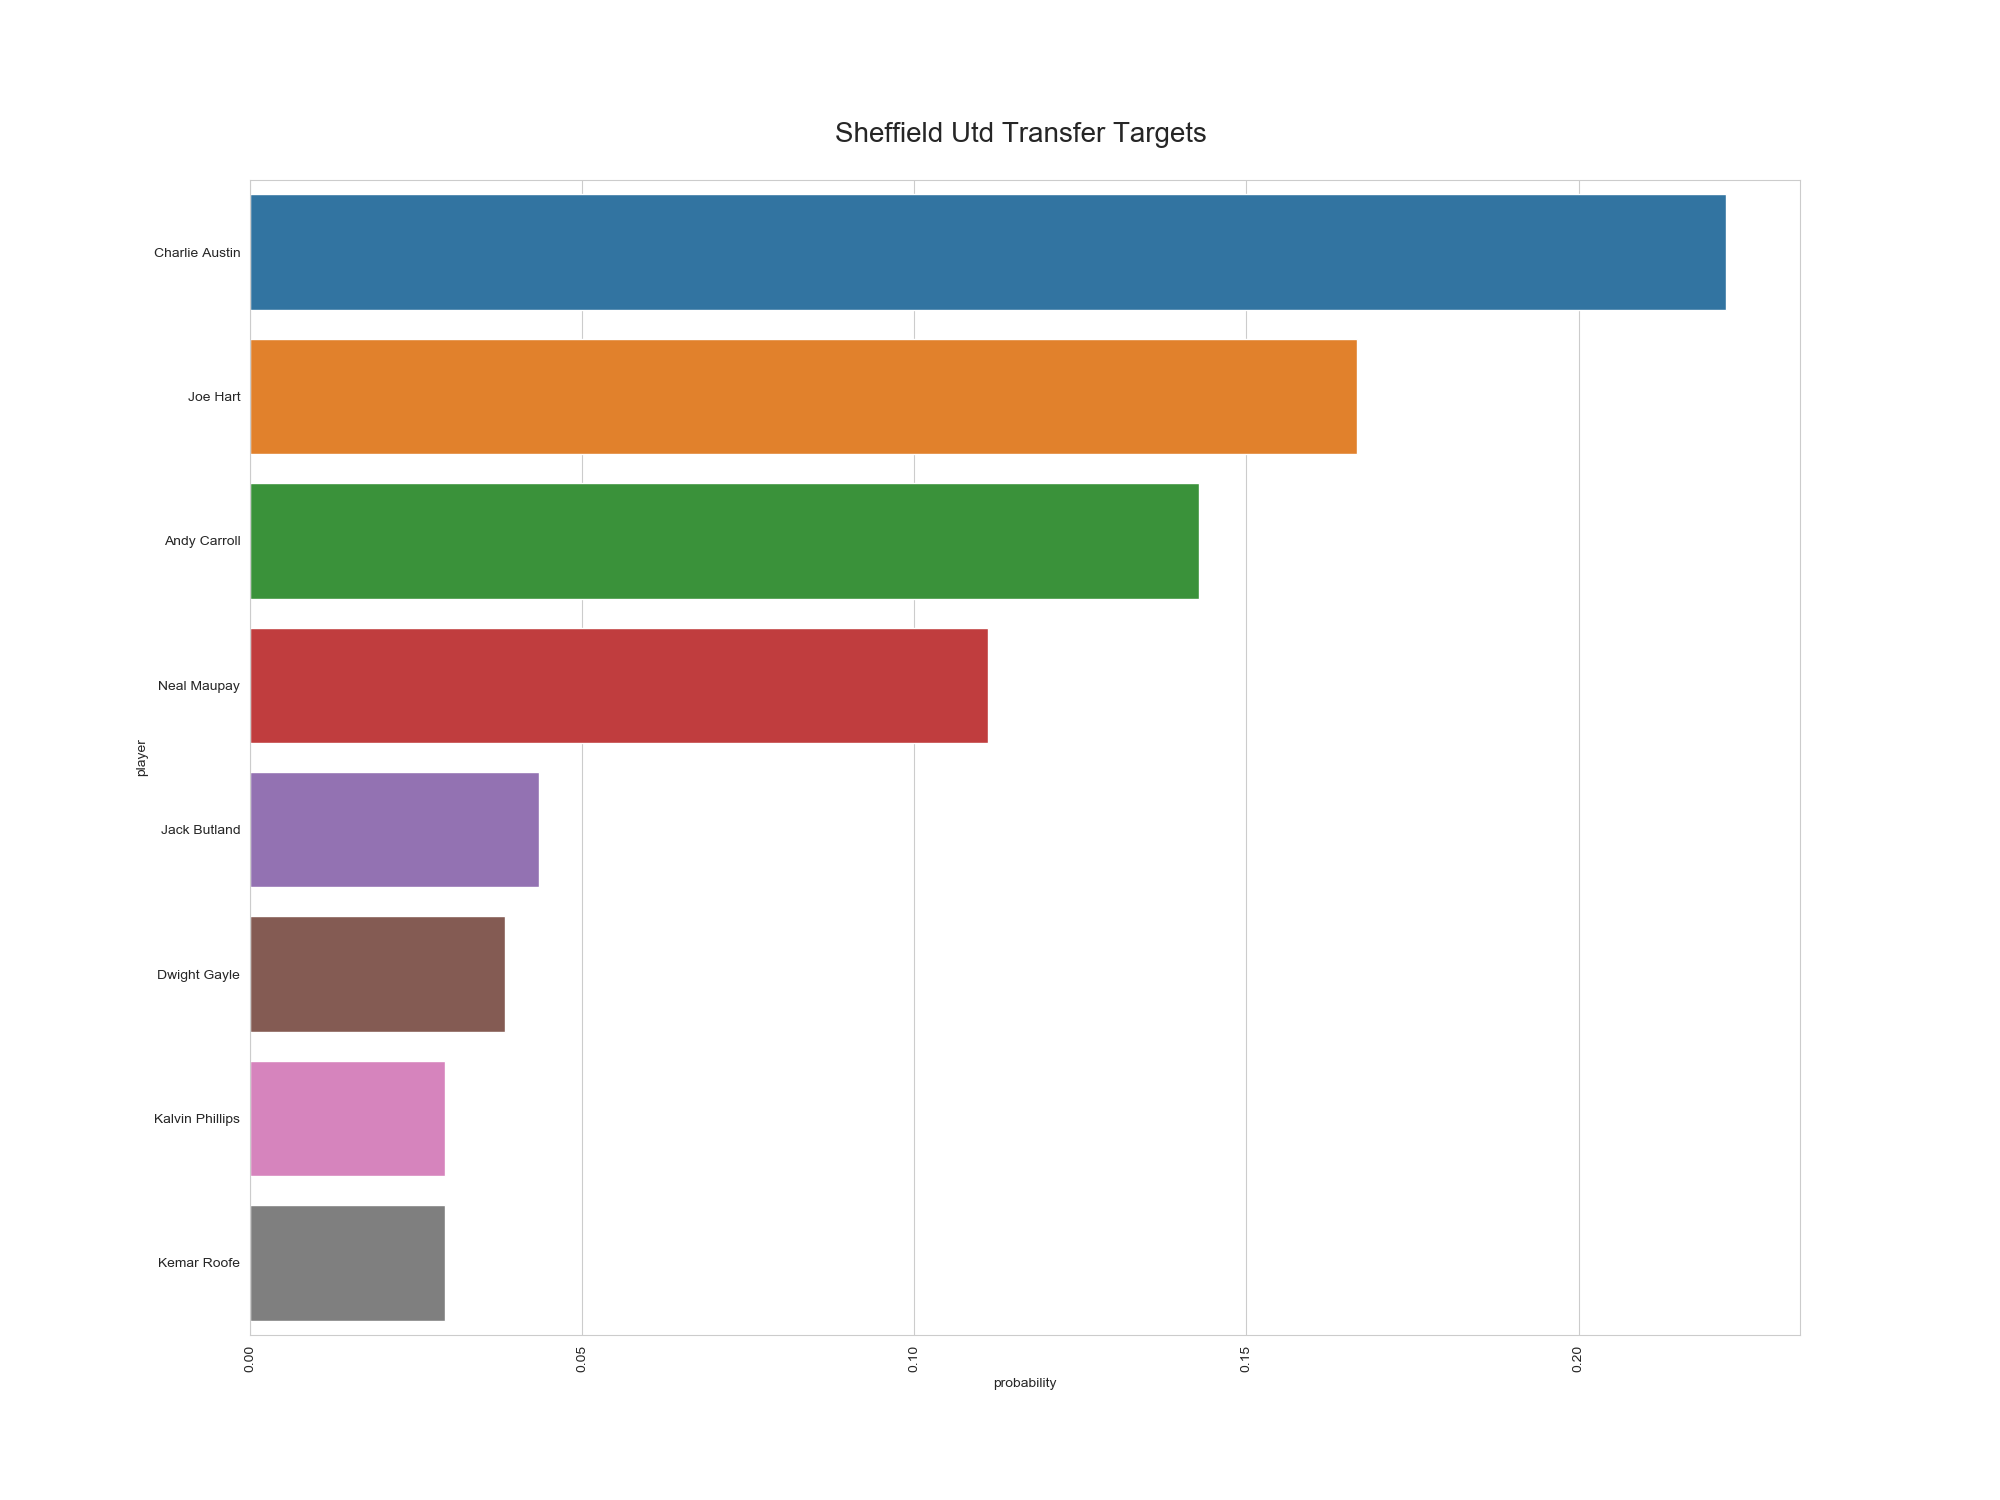 Sheffield Utd Transfer Targets
Charlie Austin
Joe Hart
Andy Carroll
Neal Maupay
Jack Butland
Dwight Gayle
Kalvin Phillips
Kemar Roofe
player
0.00
0.05
0.10
0.15
0.20
probability